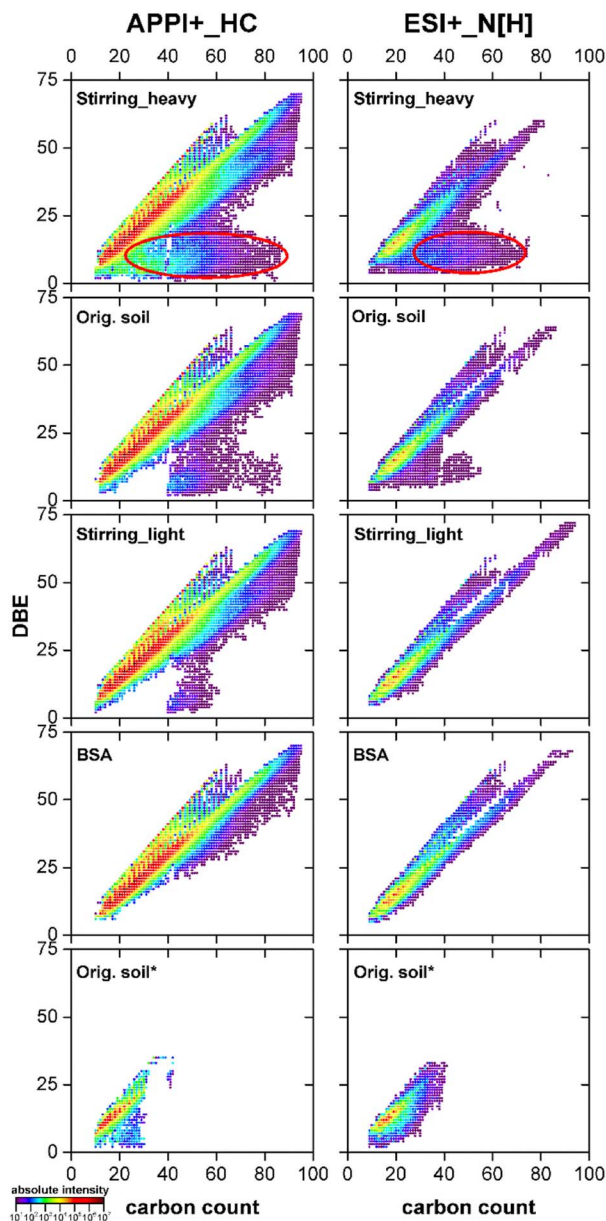 APPI+_HC
ESI+_N[H]
0 20 40 60 80 100
0 20 40 60 80 100
75
50
25
0
Stirring_heavy
Stirring_heavy
75
50
25
0
Orig. soil
Orig. soil
75
50
25
0
Stirring_light
Stirring_light
DBE
75
50
25
0
BSA
BSA
75
50
25
0
Orig. soil*
Orig. soil*
0 20 40 60 80 100
0 20 40 60 80 100
absolute intensity
carbon count
carbon count